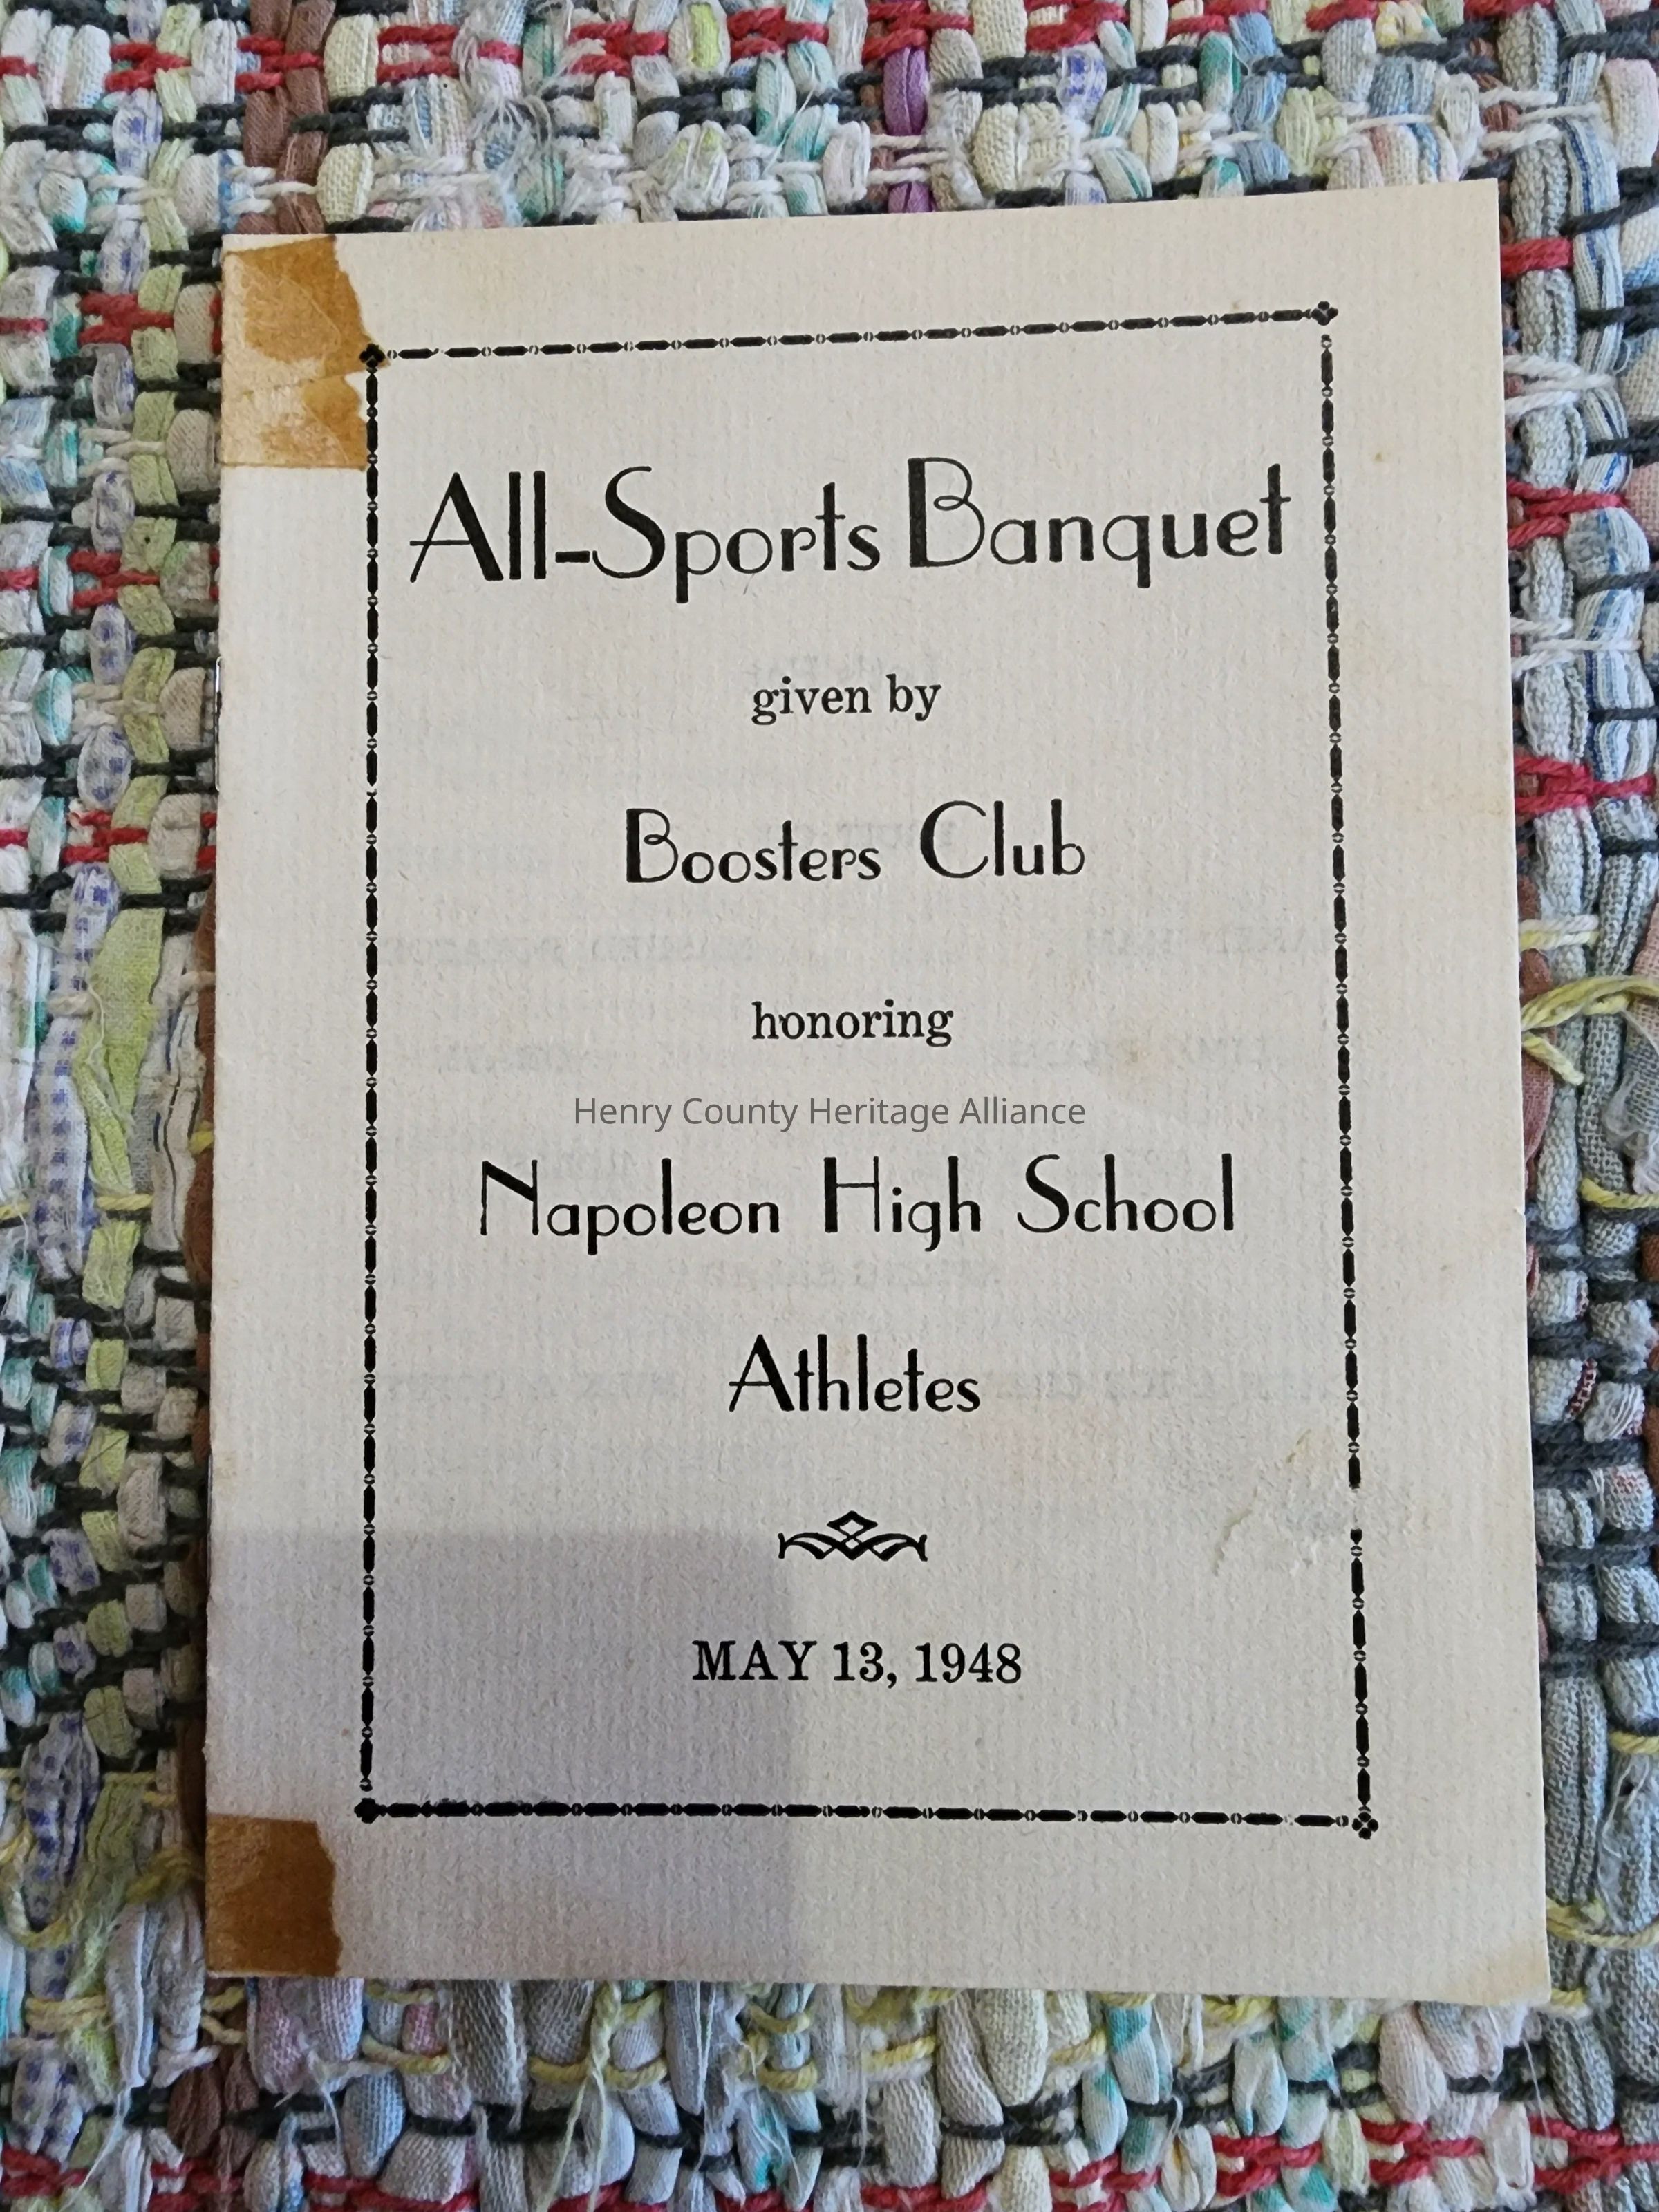 All-Sports Banquet
given by
Boosters Club
honoring
Henry County Heritage Alliance
Napoleon High School
Athletes
MAY 13, 1948